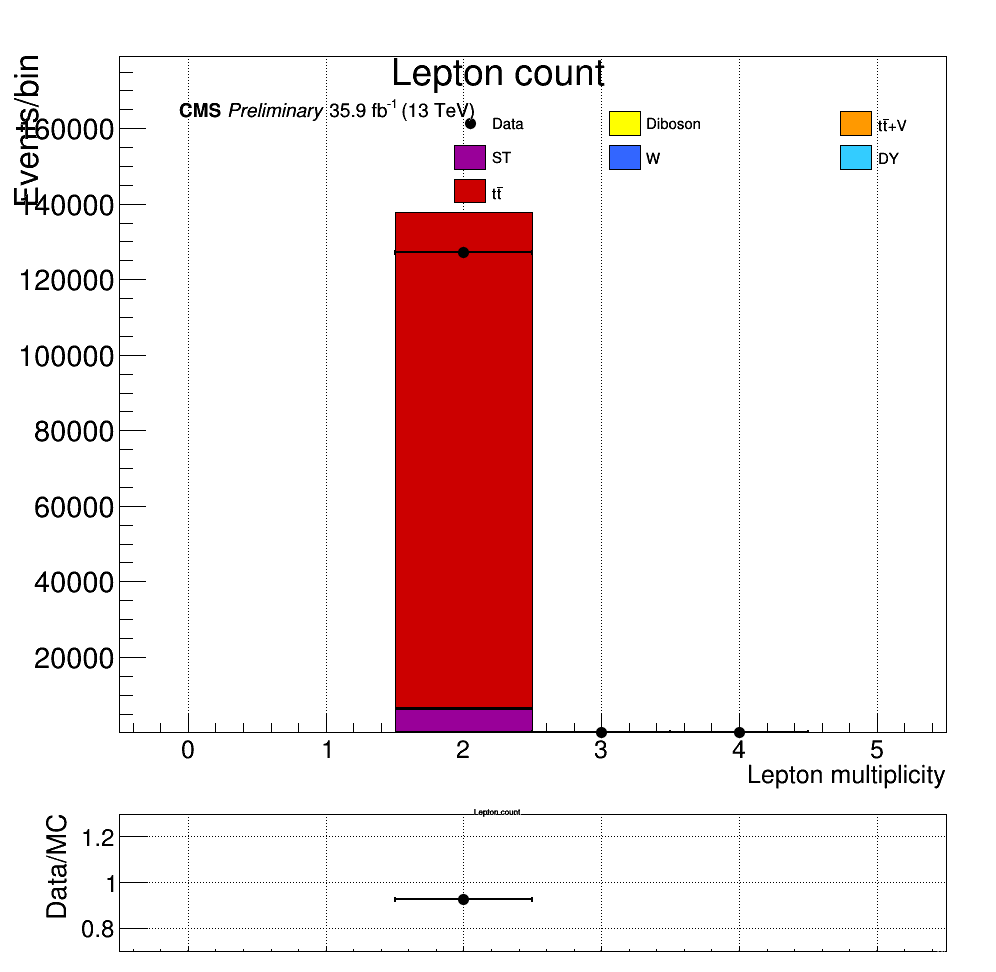 Lepton count
Events/bin
CMS Preliminary 35.9 fb⁻¹ (13 TeV)
Data
Diboson
tt̄+V
ST
W
DY
tt̄
160000
140000
120000
100000
80000
60000
40000
20000
0 1 2 3 4 5
Lepton multiplicity
Lepton count
Data/MC
1.2
1
0.8